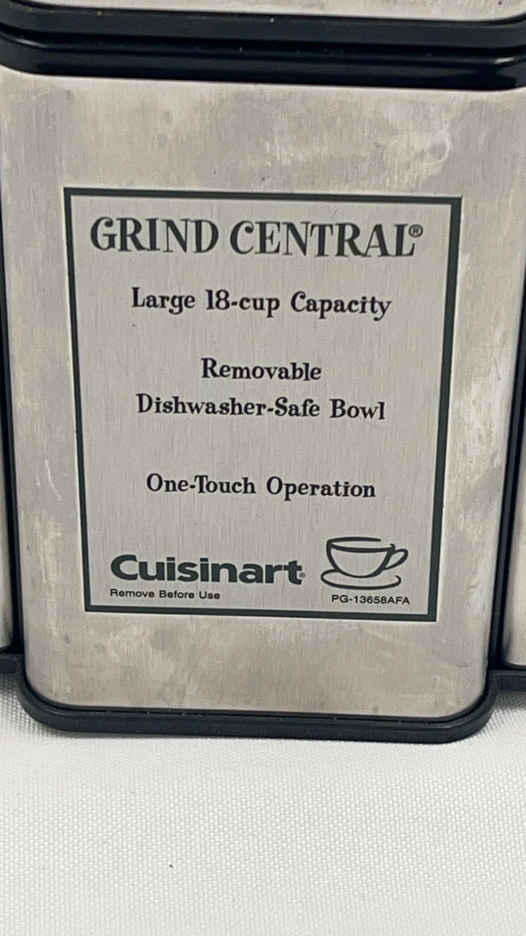 GRIND CENTRAL®
Large 18-cup Capacity
Removable
Dishwasher-Safe Bowl
One-Touch Operation
Cuisinart®
Remove Before Use
PG-13658AFA